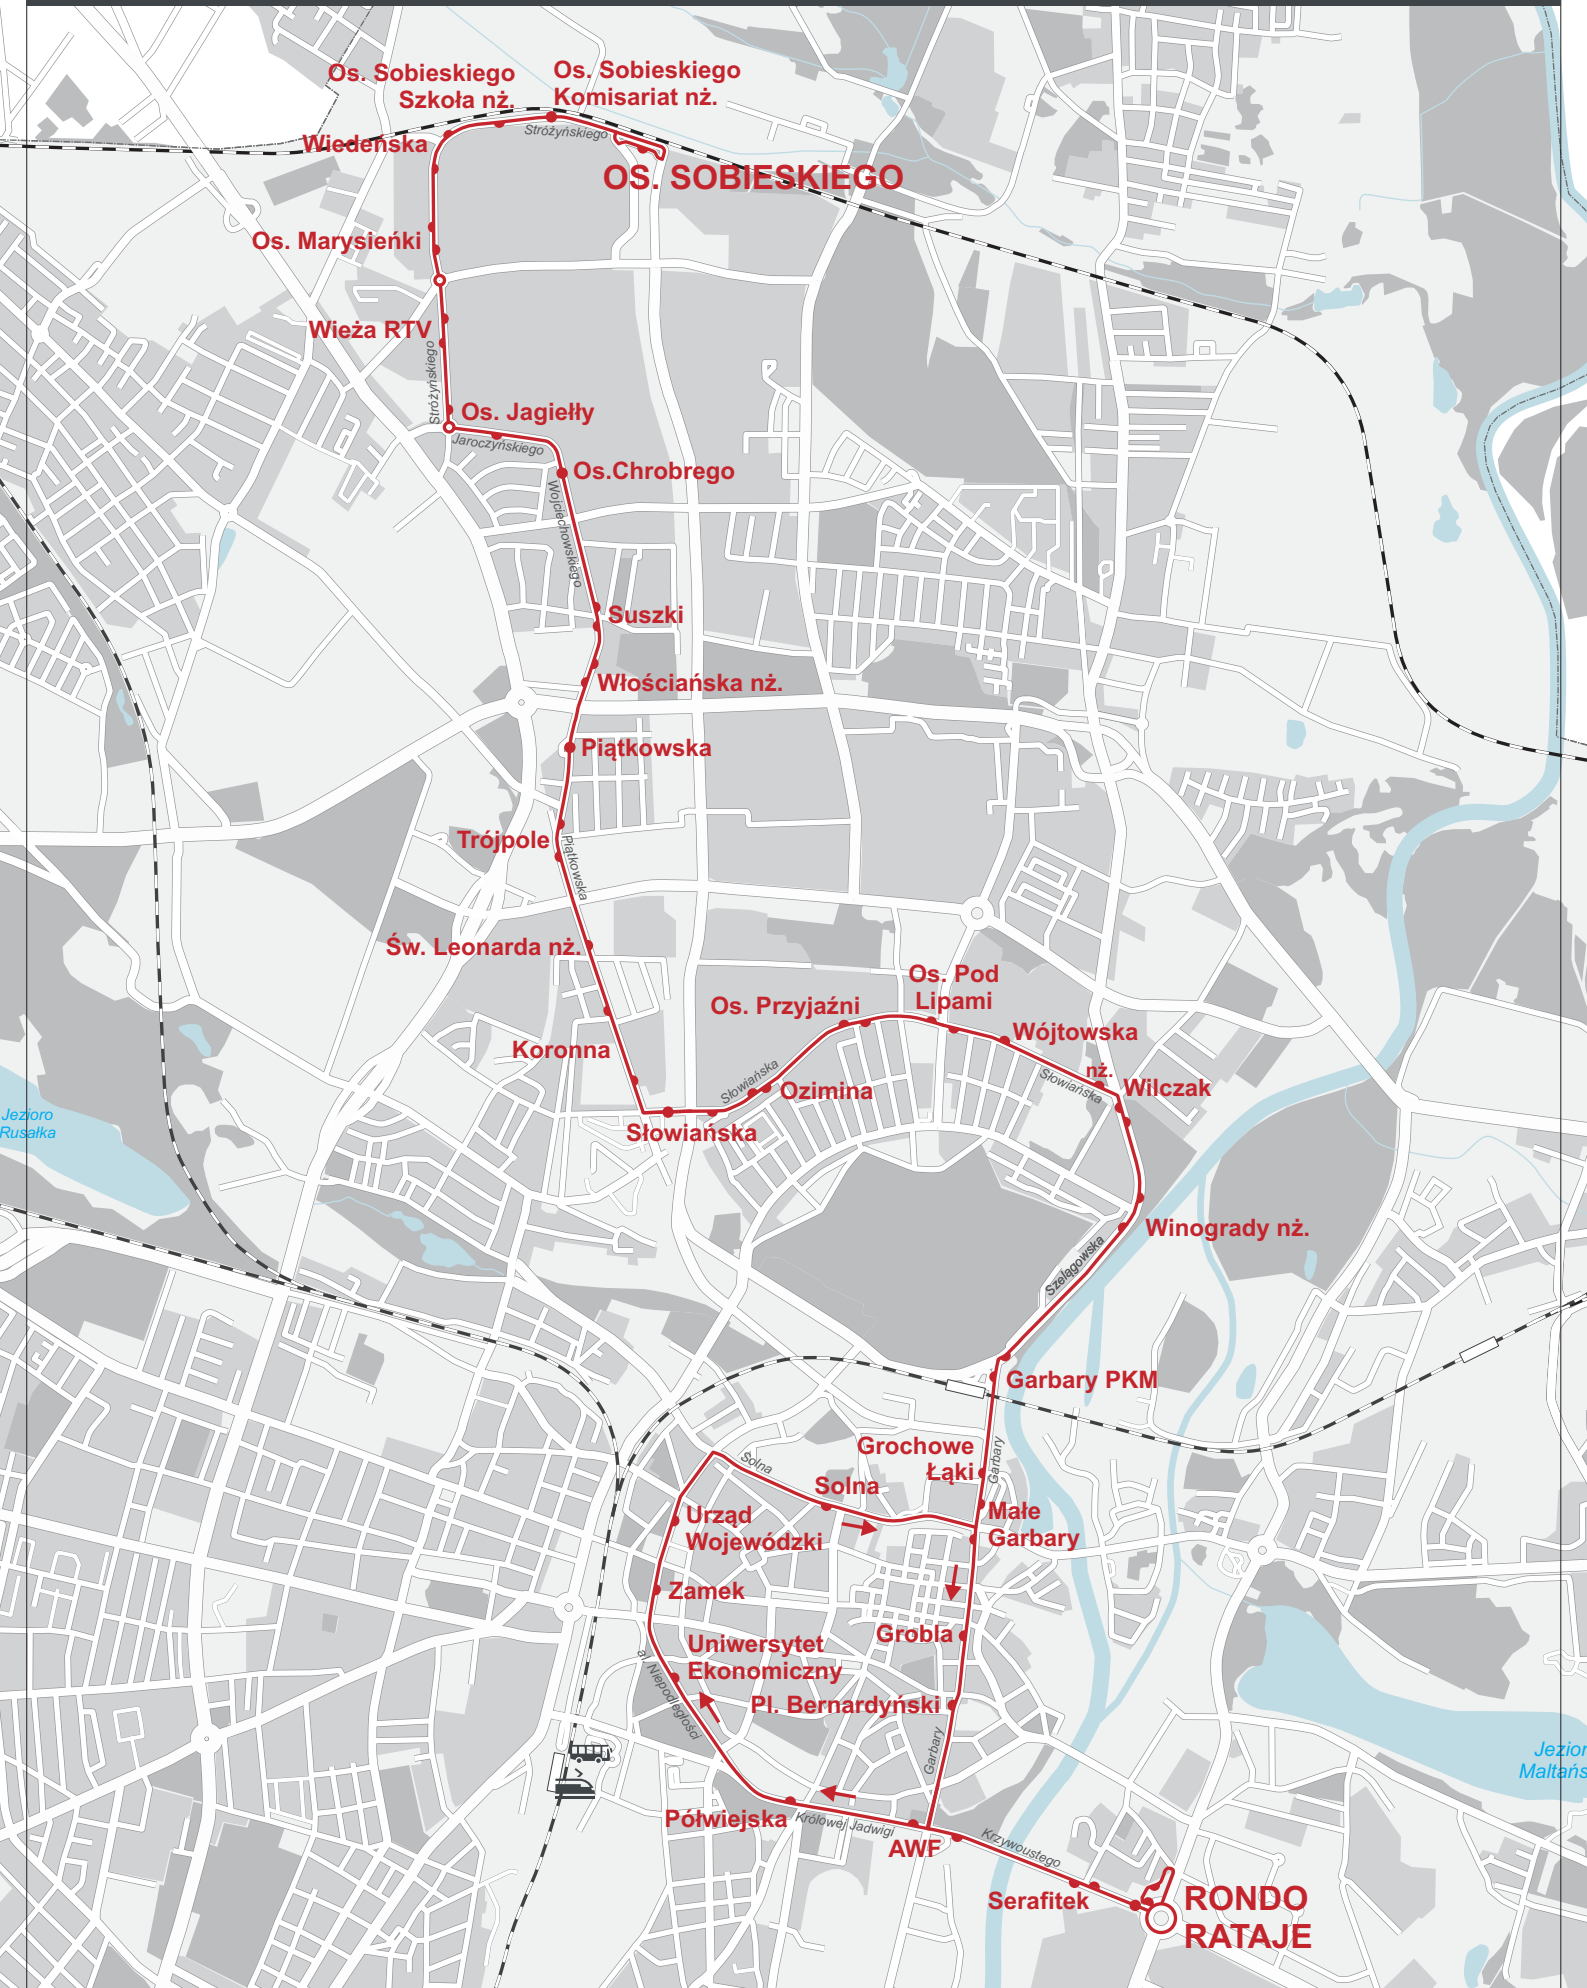 Os. Sobieskiego
Szkoła nż.
Os. Sobieskiego
Komisariat nż.
Stróżyńskiego
Wiedeńska
OS. SOBIESKIEGO
Os. Marysieńki
Wieża RTV
Stróżyńskiego
Os. Jagiełły
Jaroczyńskiego
Os.Chrobrego
Wojciechowskiego
Suszki
Włościańska nż.
Piątkowska
Trójpole
Piątkowska
Św. Leonarda nż.
Os. Pod
Lipami
Os. Przyjaźni
Wójtowska
Koronna
nż.
Wilczak
Słowiańska
Słowiańska
Ozimina
Jezioro
Rusałka
Słowiańska
Winogrady nż.
Szelągowska
Garbary PKM
Grochowe
Łąki
Garbary
Solna
Solna
Małe
Garbary
Urząd
Wojewódzki
Zamek
Grobla
Uniwersytet
Ekonomiczny
al. Niepodległości
Pl. Bernardyński
Garbary
Jezior
Maltańs
Półwiejska
Królowej Jadwigi
AWF
Krzywoustego
Serafitek
RONDO
RATAJE